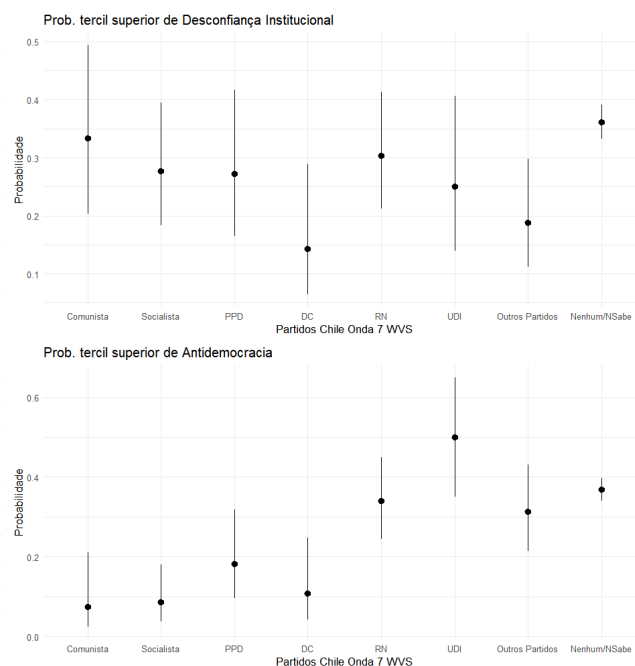 Prob. tercil superior de Desconfiança Institucional
0.5
0.4
0.3
0.2
0.1
Probabilidade
Comunista Socialista PPD DC RN UDI Outros Partidos Nenhum/NSabe
Partidos Chile Onda 7 WVS
Prob. tercil superior de Antidemocracia
0.6
0.4
0.2
0.0
Probabilidade
Comunista Socialista PPD DC RN UDI Outros Partidos Nenhum/NSabe
Partidos Chile Onda 7 WVS